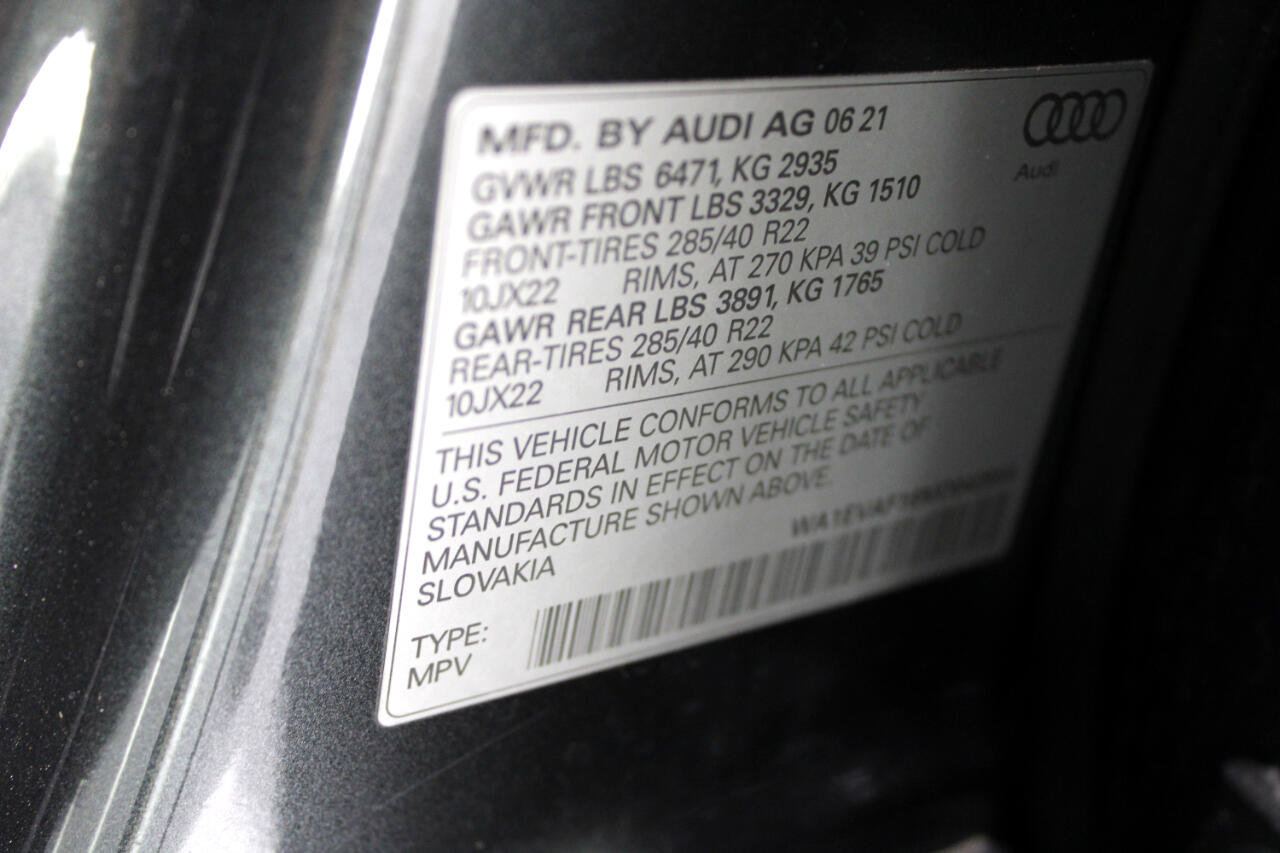 MFD. BY AUDI AG 06 21
Audi
GVWR LBS 6471, KG 2935
GAWR FRONT LBS 3329, KG 1510
FRONT-TIRES 285/40 R22
10JX22 RIMS, AT 270 KPA 39 PSI COLD
GAWR REAR LBS 3891, KG 1765
REAR-TIRES 285/40 R22
10JX22 RIMS, AT 290 KPA 42 PSI COLD
THIS VEHICLE CONFORMS TO ALL APPLICABLE
U.S. FEDERAL MOTOR VEHICLE SAFETY
STANDARDS IN EFFECT ON THE DATE OF
MANUFACTURE SHOWN ABOVE.
SLOVAKIA
TYPE:
MPV